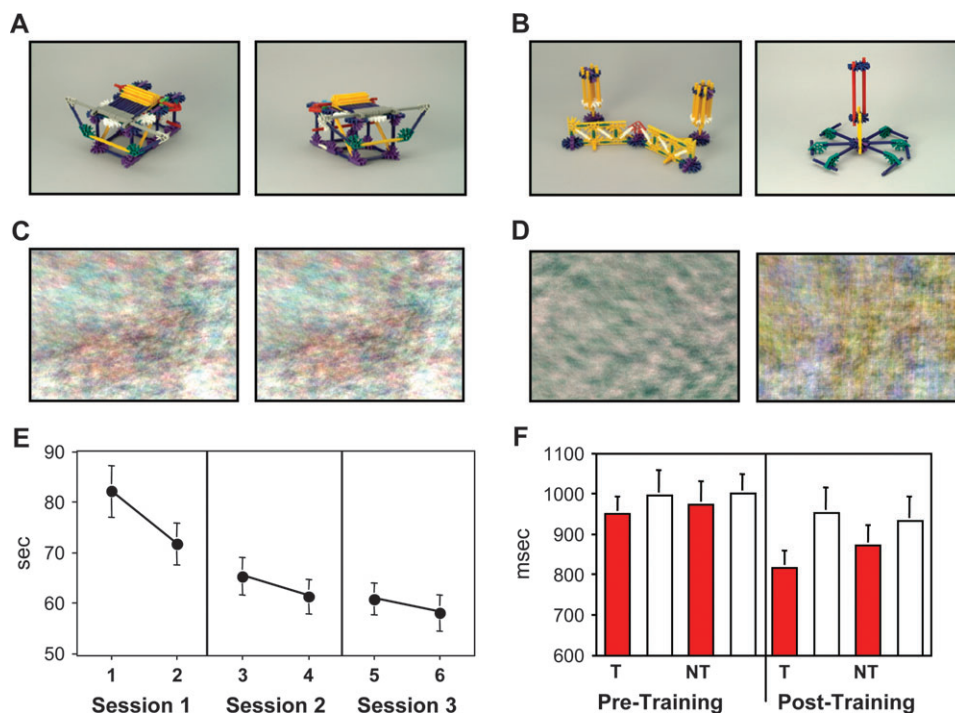 A
B
C
D
E
90
80
70
60
50
sec
1 2 3 4 5 6
Session 1 Session 2 Session 3
F
1100
1000
900
800
700
600
msec
T NT T NT
Pre-Training Post-Training